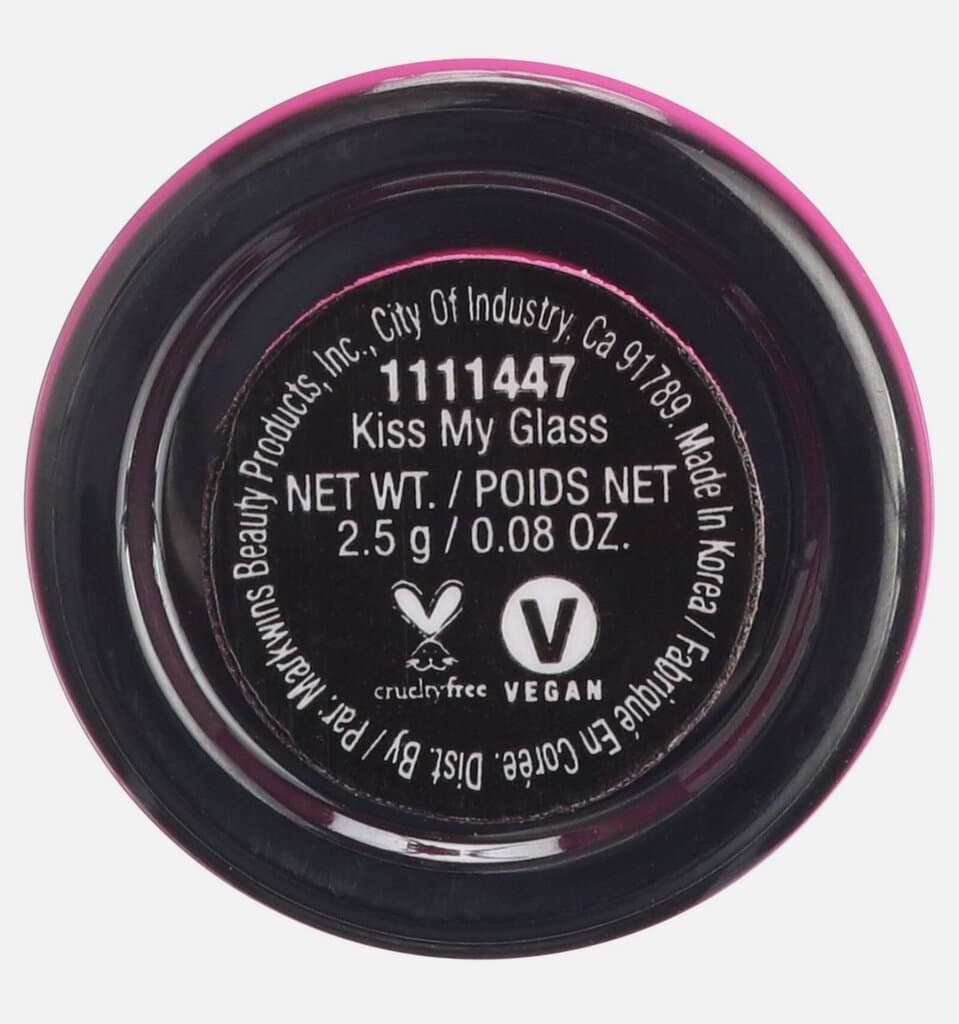 1111447
Kiss My Glass
NET WT. / POIDS NET
2.5 g / 0.08 OZ.
crueltyfree
VEGAN
Dist. By / Par: Markwins Beauty Products, Inc., City Of Industry, Ca 91789. Made In Korea / Fabriqué En Corée.